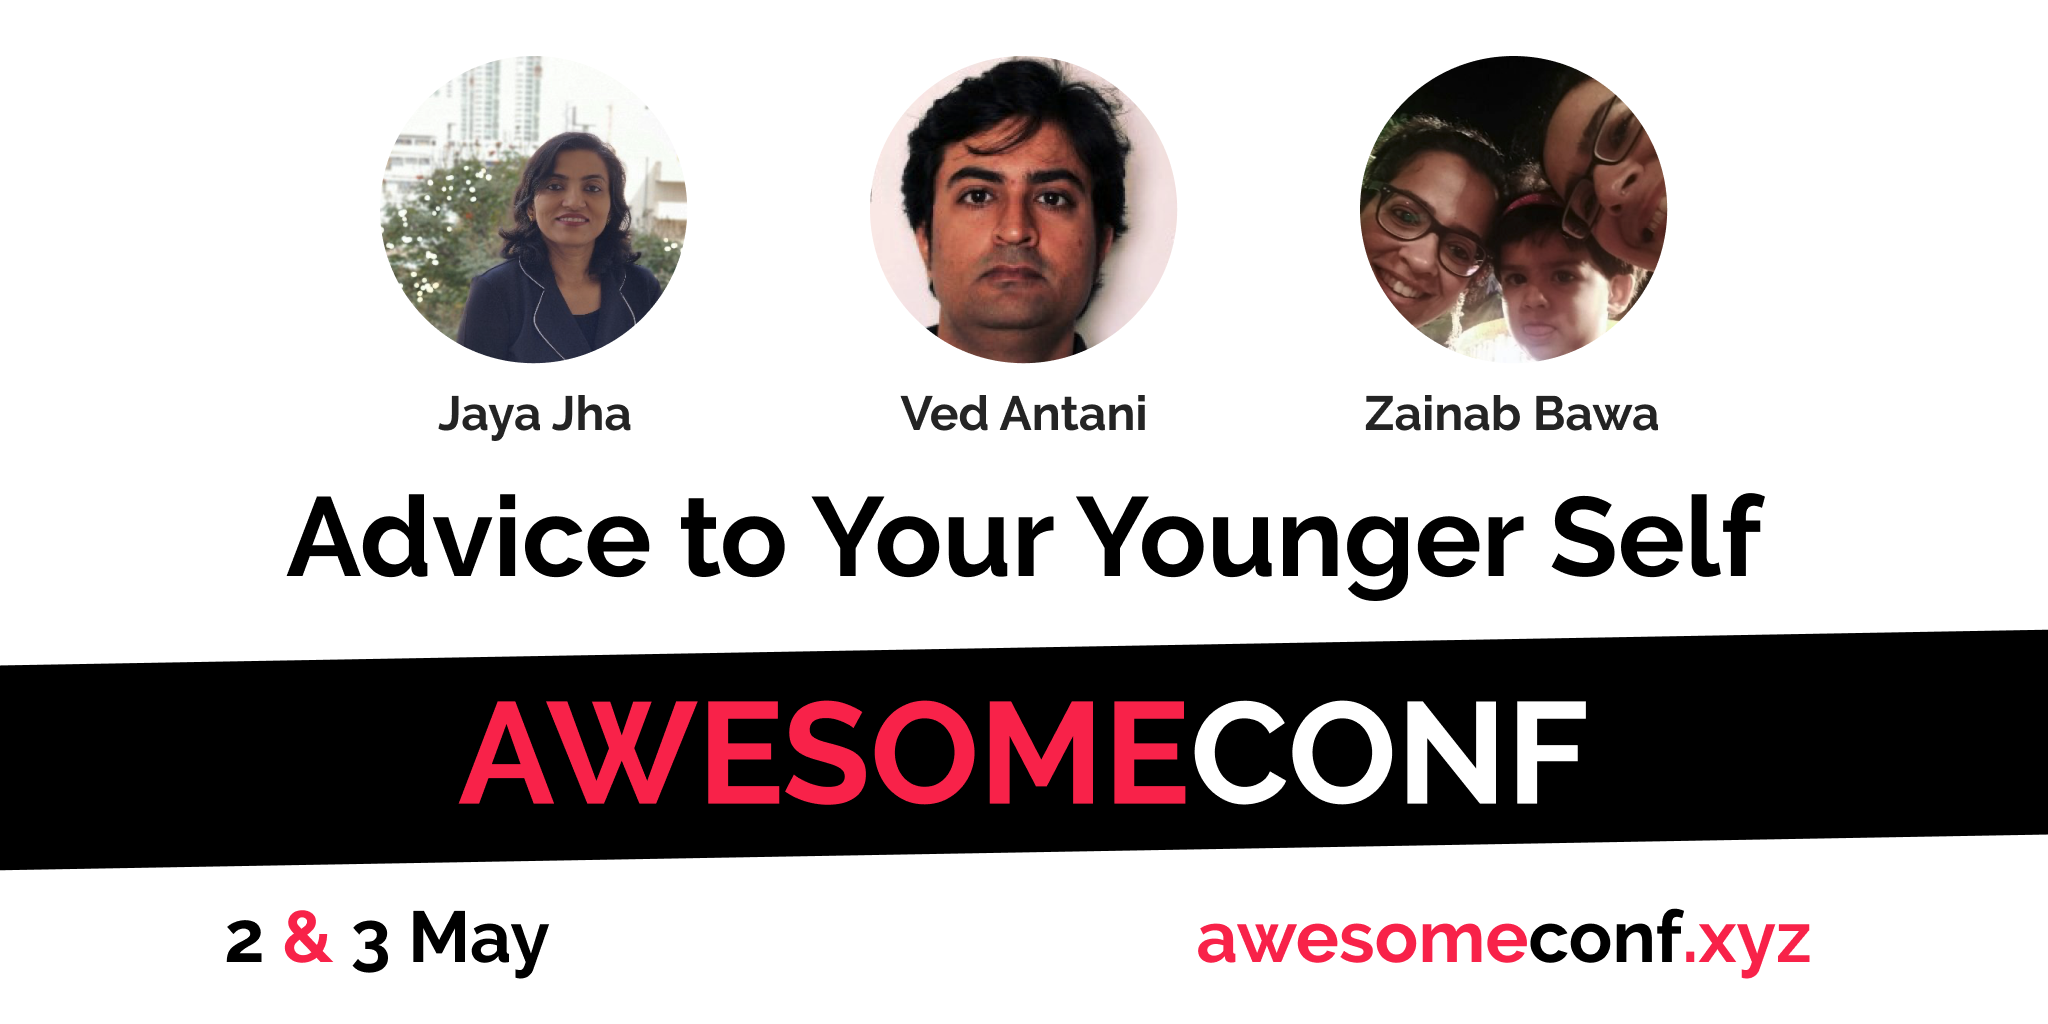 Jaya Jha
Ved Antani
Zainab Bawa
Advice to Your Younger Self
AWESOMECONF
2 & 3 May
awesomeconf.xyz